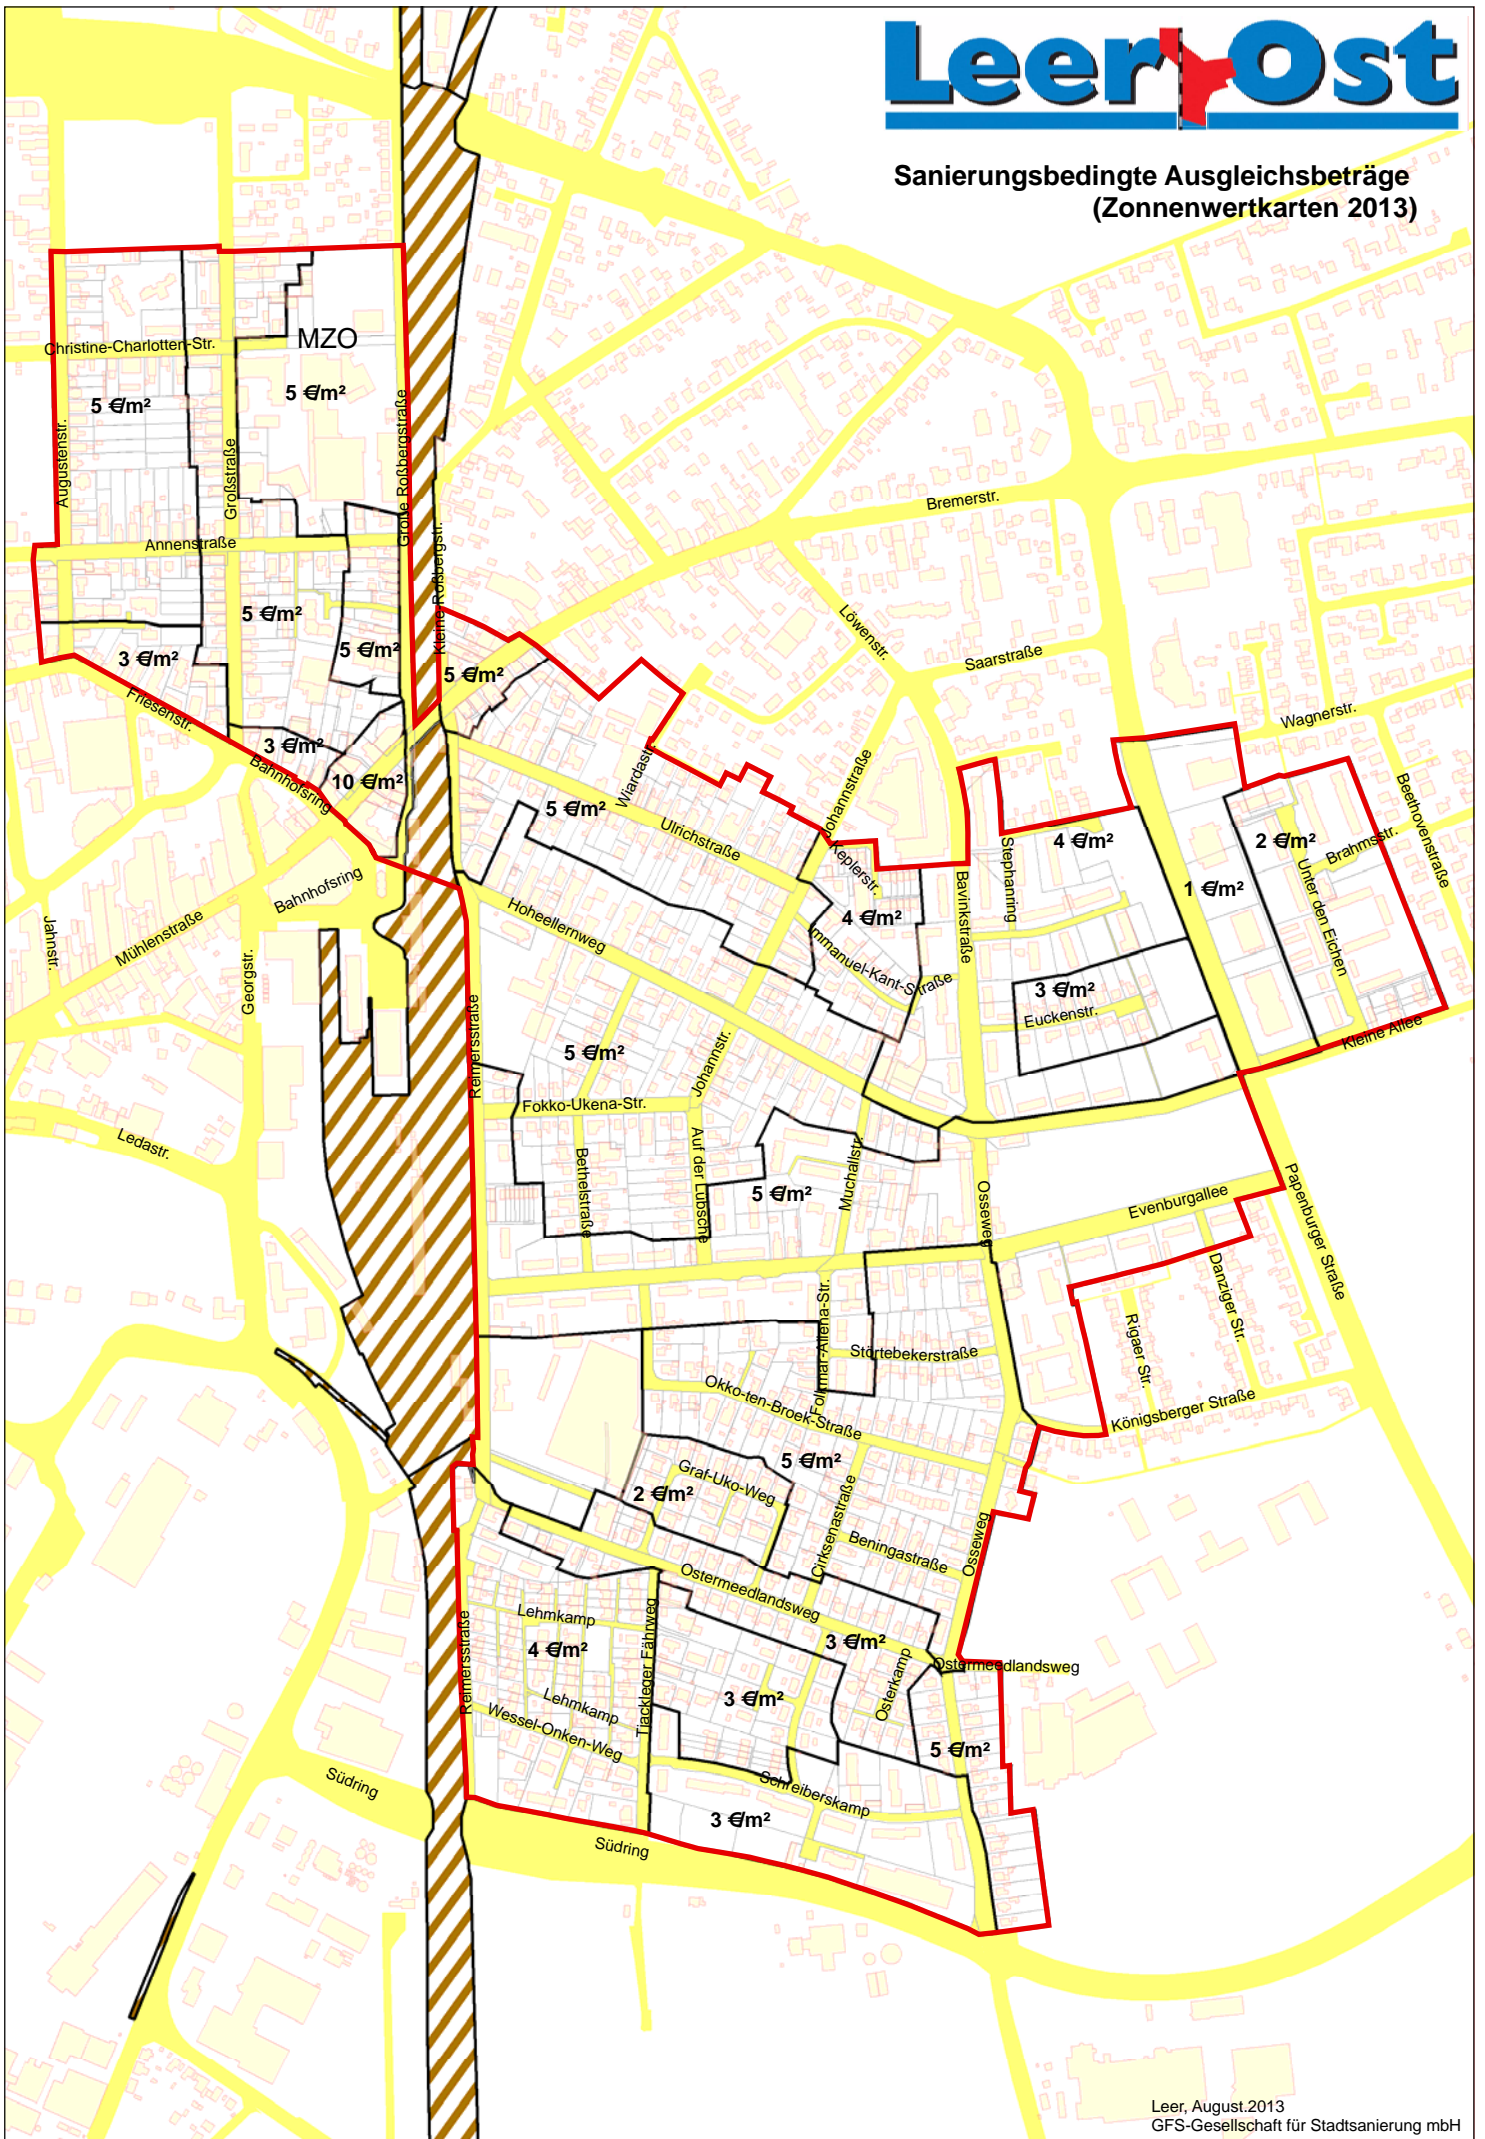 Leer Ost
Sanierungsbedingte Ausgleichsbeträge
(Zonnenwertkarten 2013)
MZO
Christine-Charlotten-Str.
5 €/m²
5 €/m²
Augustenstr.
Großstraße
Große Roßbergstraße
Bremerstr.
Annenstraße
Kleine Roßbergstr.
5 €/m²
Löwenstr.
5 €/m²
3 €/m²
5 €/m²
Saarstraße
Friesenstr.
Wagnerstr.
3 €/m²
Bahnhofsring
10 €/m²
Wiardastr.
5 €/m²
Johannstraße
Ulrichstraße
Keplerstr.
Stephanring
4 €/m²
2 €/m²
Brahmsstr.
Beethovenstraße
Unter den Eichen
1 €/m²
Bahnhofsring
Hoheellernweg
4 €/m²
Bavinkstraße
Mühlenstraße
Jahnstr.
Georgstr.
Immanuel-Kant-Straße
3 €/m²
Euckenstr.
Kleine Allee
Reimersstraße
5 €/m²
Johannstr.
Fokko-Ukena-Str.
Ledastr.
Bethelstraße
Auf der Lübsche
5 €/m²
Muchallstr.
Osseweg
Evenburgallee
Papenburger Straße
Danziger Str.
Rigaer Str.
Folkmar-Allena-Str.
Störtebekerstraße
Okko-ten-Broek-Straße
Königsberger Straße
5 €/m²
Graf-Uko-Weg
2 €/m²
Cirksenastraße
Beningastraße
Osseweg
Ostermeedlandsweg
Lehmkamp
4 €/m²
Reimersstraße
Tjackleger Fährweg
3 €/m²
Ostermeedlandsweg
Osterkamp
3 €/m²
Lehmkamp
Wessel-Onken-Weg
5 €/m²
Südring
Schreiberskamp
3 €/m²
Südring
Leer, August.2013
GFS-Gesellschaft für Stadtsanierung mbH